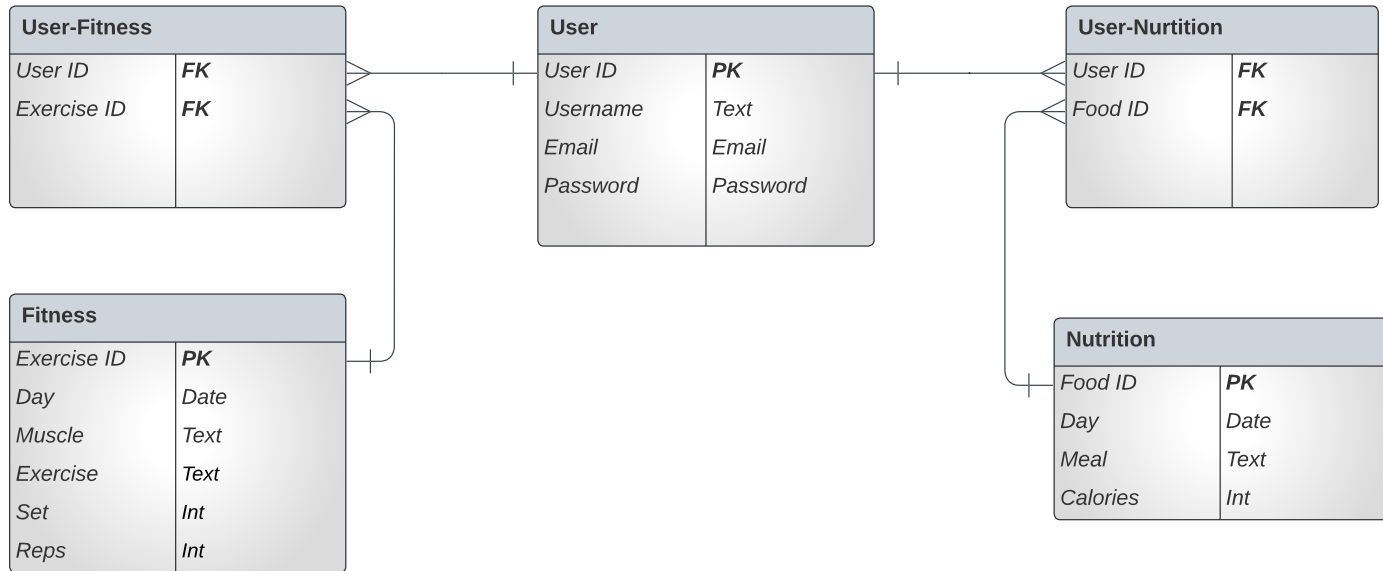 User-Fitness
User ID FK
Exercise ID FK
User
User ID PK
Username Text
Email Email
Password Password
User-Nurtition
User ID FK
Food ID FK
Fitness
Exercise ID PK
Day Date
Muscle Text
Exercise Text
Set Int
Reps Int
Nutrition
Food ID PK
Day Date
Meal Text
Calories Int